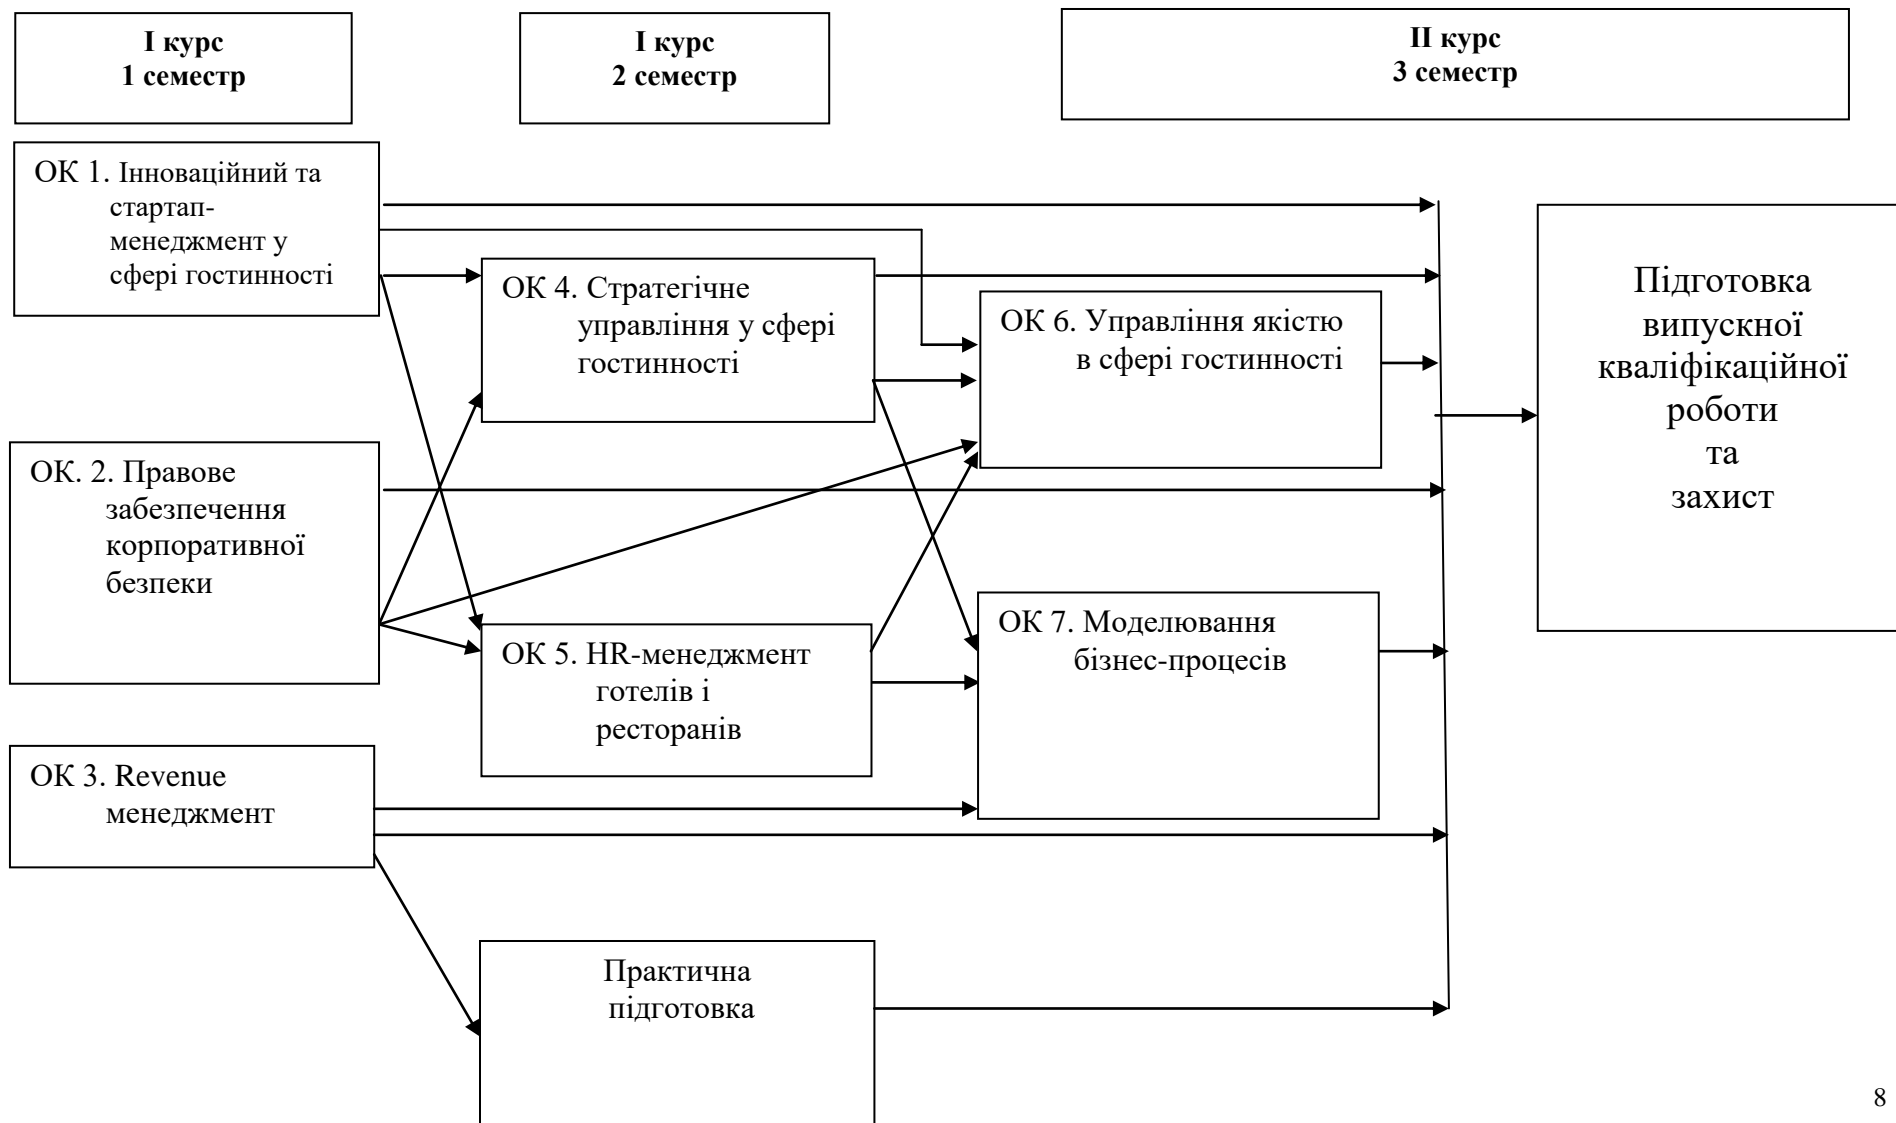 І курс
1 семестр
І курс
2 семестр
ІІ курс
3 семестр
ОК 1. Інноваційний та
стартап-
менеджмент у
сфері гостинності
ОК. 2. Правове
забезпечення
корпоративної
безпеки
ОК 3. Revenue
менеджмент
ОК 4. Стратегічне
управління у сфері
гостинності
ОК 5. HR-менеджмент
готелів і
ресторанів
Практична
підготовка
ОК 6. Управління якістю
в сфері гостинності
ОК 7. Моделювання
бізнес-процесів
Підготовка
випускної
кваліфікаційної
роботи
та
захист
8